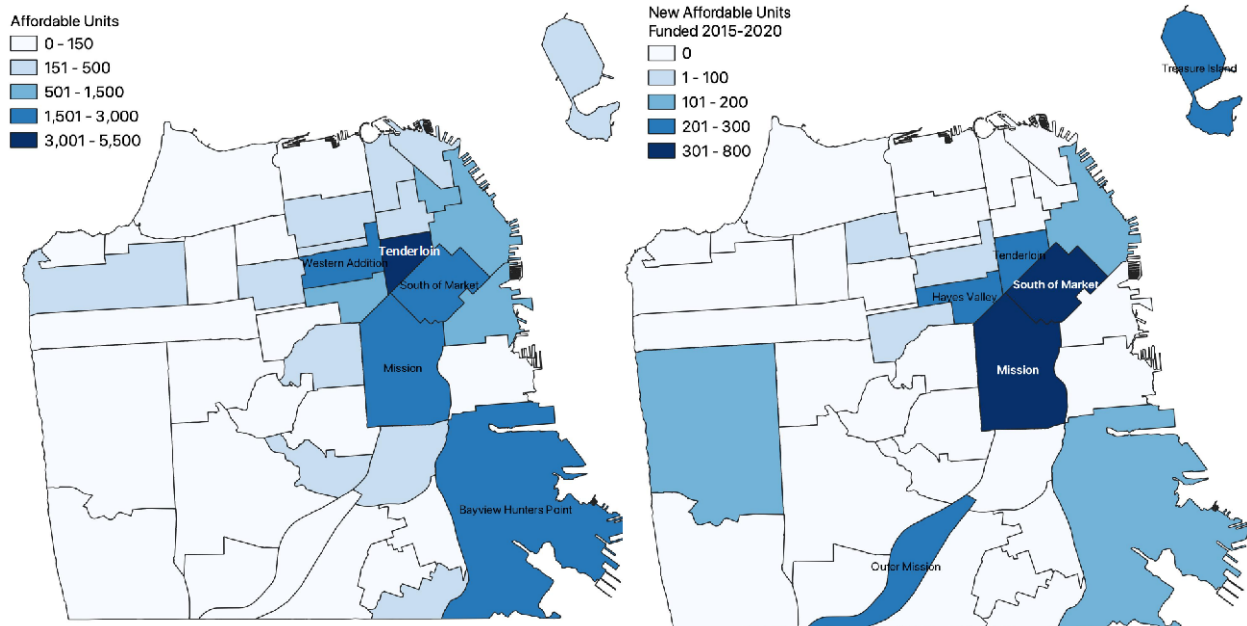 Affordable Units
0 - 150
151 - 500
501 - 1,500
1,501 - 3,000
3,001 - 5,500
Western Addition
Tenderloin
South of Market
Mission
Bayview Hunters Point
New Affordable Units
Funded 2015-2020
0
1 - 100
101 - 200
201 - 300
301 - 800
Treasure Island
Tenderloin
South of Market
Hayes Valley
Mission
Outer Mission